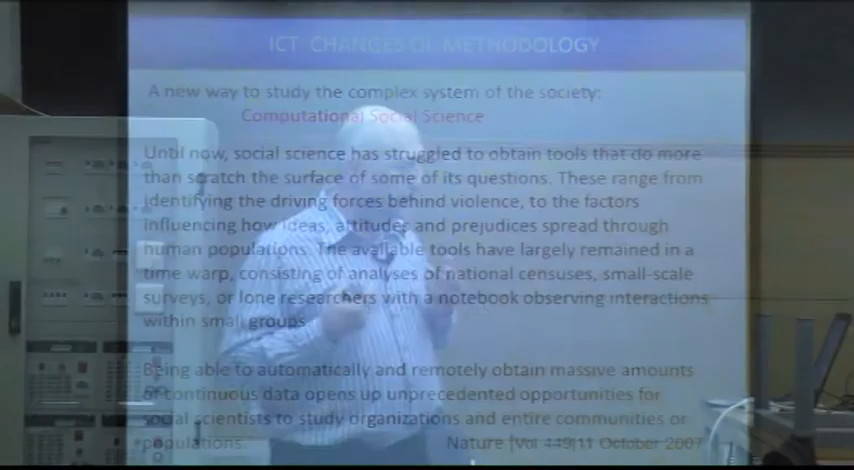 ICT CHANGES OF METHODOLOGY
A new way to study the complex system of the society:
Computational Social Science
Until now, social science has struggled to obtain tools that do more
than scratch the surface of some of its questions. These range from
identifying the driving forces behind violence, to the factors
influencing how ideas, attitudes and prejudices spread through
human populations. The available tools have largely remained in a
time warp, consisting of analyses of national censuses, small-scale
surveys, or lone researchers with a notebook observing interactions
within small groups.
Being able to automatically and remotely obtain massive amounts
of continuous data opens up unprecedented opportunities for
social scientists to study organizations and entire communities or
populations.
Nature |Vol 449|11 October 2007